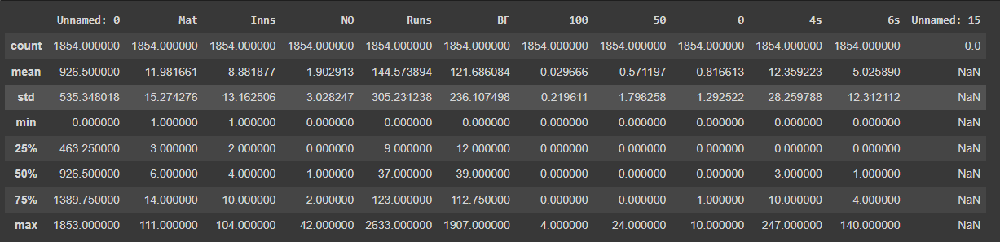 Unnamed: 0 Mat Inns NO Runs BF 100 50 0 4s 6s Unnamed: 15
count 1854.000000 1854.000000 1854.000000 1854.000000 1854.000000 1854.000000 1854.000000 1854.000000 1854.000000 1854.000000 1854.000000 0.0
mean 926.500000 11.981661 8.881877 1.902913 144.573894 121.686084 0.029666 0.571197 0.816613 12.359223 5.025890 NaN
std 535.348018 15.274276 13.162506 3.028247 305.231238 236.107498 0.219611 1.798258 1.292522 28.259788 12.312112 NaN
min 0.000000 1.000000 1.000000 0.000000 0.000000 0.000000 0.000000 0.000000 0.000000 0.000000 0.000000 NaN
25% 463.250000 3.000000 2.000000 0.000000 9.000000 12.000000 0.000000 0.000000 0.000000 0.000000 0.000000 NaN
50% 926.500000 6.000000 4.000000 1.000000 37.000000 39.000000 0.000000 0.000000 0.000000 3.000000 1.000000 NaN
75% 1389.750000 14.000000 10.000000 2.000000 123.000000 112.750000 0.000000 0.000000 1.000000 10.000000 4.000000 NaN
max 1853.000000 111.000000 104.000000 42.000000 2633.000000 1907.000000 4.000000 24.000000 10.000000 247.000000 140.000000 NaN